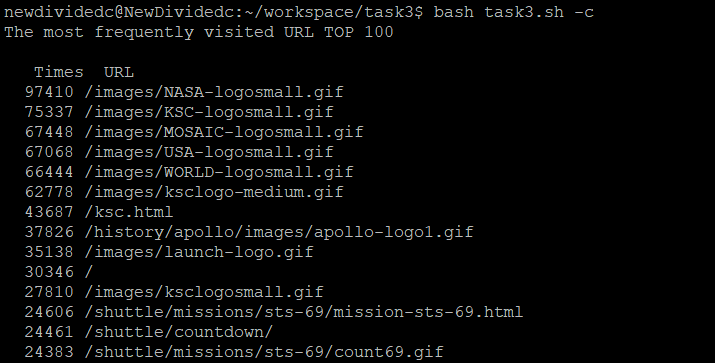 newdividedc@NewDividedc:~/workspace/task3$ bash task3.sh -c
The most frequently visited URL TOP 100
Times URL
97410 /images/NASA-logosmall.gif
75337 /images/KSC-logosmall.gif
67448 /images/MOSAIC-logosmall.gif
67068 /images/USA-logosmall.gif
66444 /images/WORLD-logosmall.gif
62778 /images/ksclogo-medium.gif
43687 /ksc.html
37826 /history/apollo/images/apollo-logo1.gif
35138 /images/launch-logo.gif
30346 /
27810 /images/ksclogosmall.gif
24606 /shuttle/missions/sts-69/mission-sts-69.html
24461 /shuttle/countdown/
24383 /shuttle/missions/sts-69/count69.gif